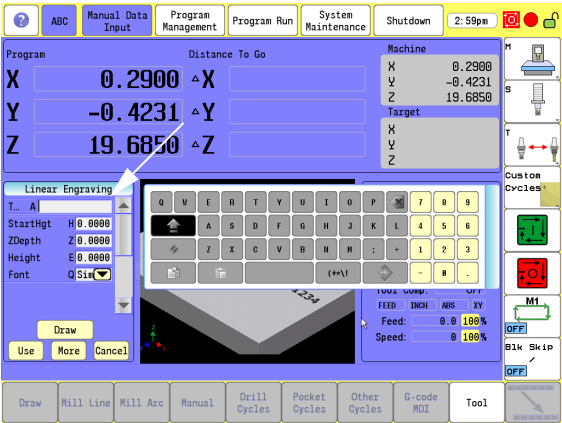 ?
ABC
Manual Data
Input
Program
Management
Program Run
System
Maintenance
Shutdown
2:59pm
Program
Distance To Go
X 0.2900 ▵X
Y -0.4231 ▵Y
Z 19.6850 ▵Z
Machine
X 0.2900
Y -0.4231
Z 19.6850
Target
X
Y
Z
M
S
T
Custom
Cycles
M1
OFF
Blk Skip
/
OFF
Linear Engraving
T... A
StartHgt H 0.0000
ZDepth Z 0.0000
Height E 0.0000
Font Q Sim
Draw
Use More Cancel
Q W E R T Y U I O P 7 8 9
A S D F G H J K L 4 5 6
// Z X C V B N M ; + 1 2 3
(**\! - 0 .
1234
Z
Y
X
Tool Comp: OFF
FEED INCH ABS XY
Feed: 0.0 100%
Speed: 0 100%
Draw
Mill Line
Mill Arc
Manual
Drill
Cycles
Pocket
Cycles
Other
Cycles
G-code
MDI
Tool